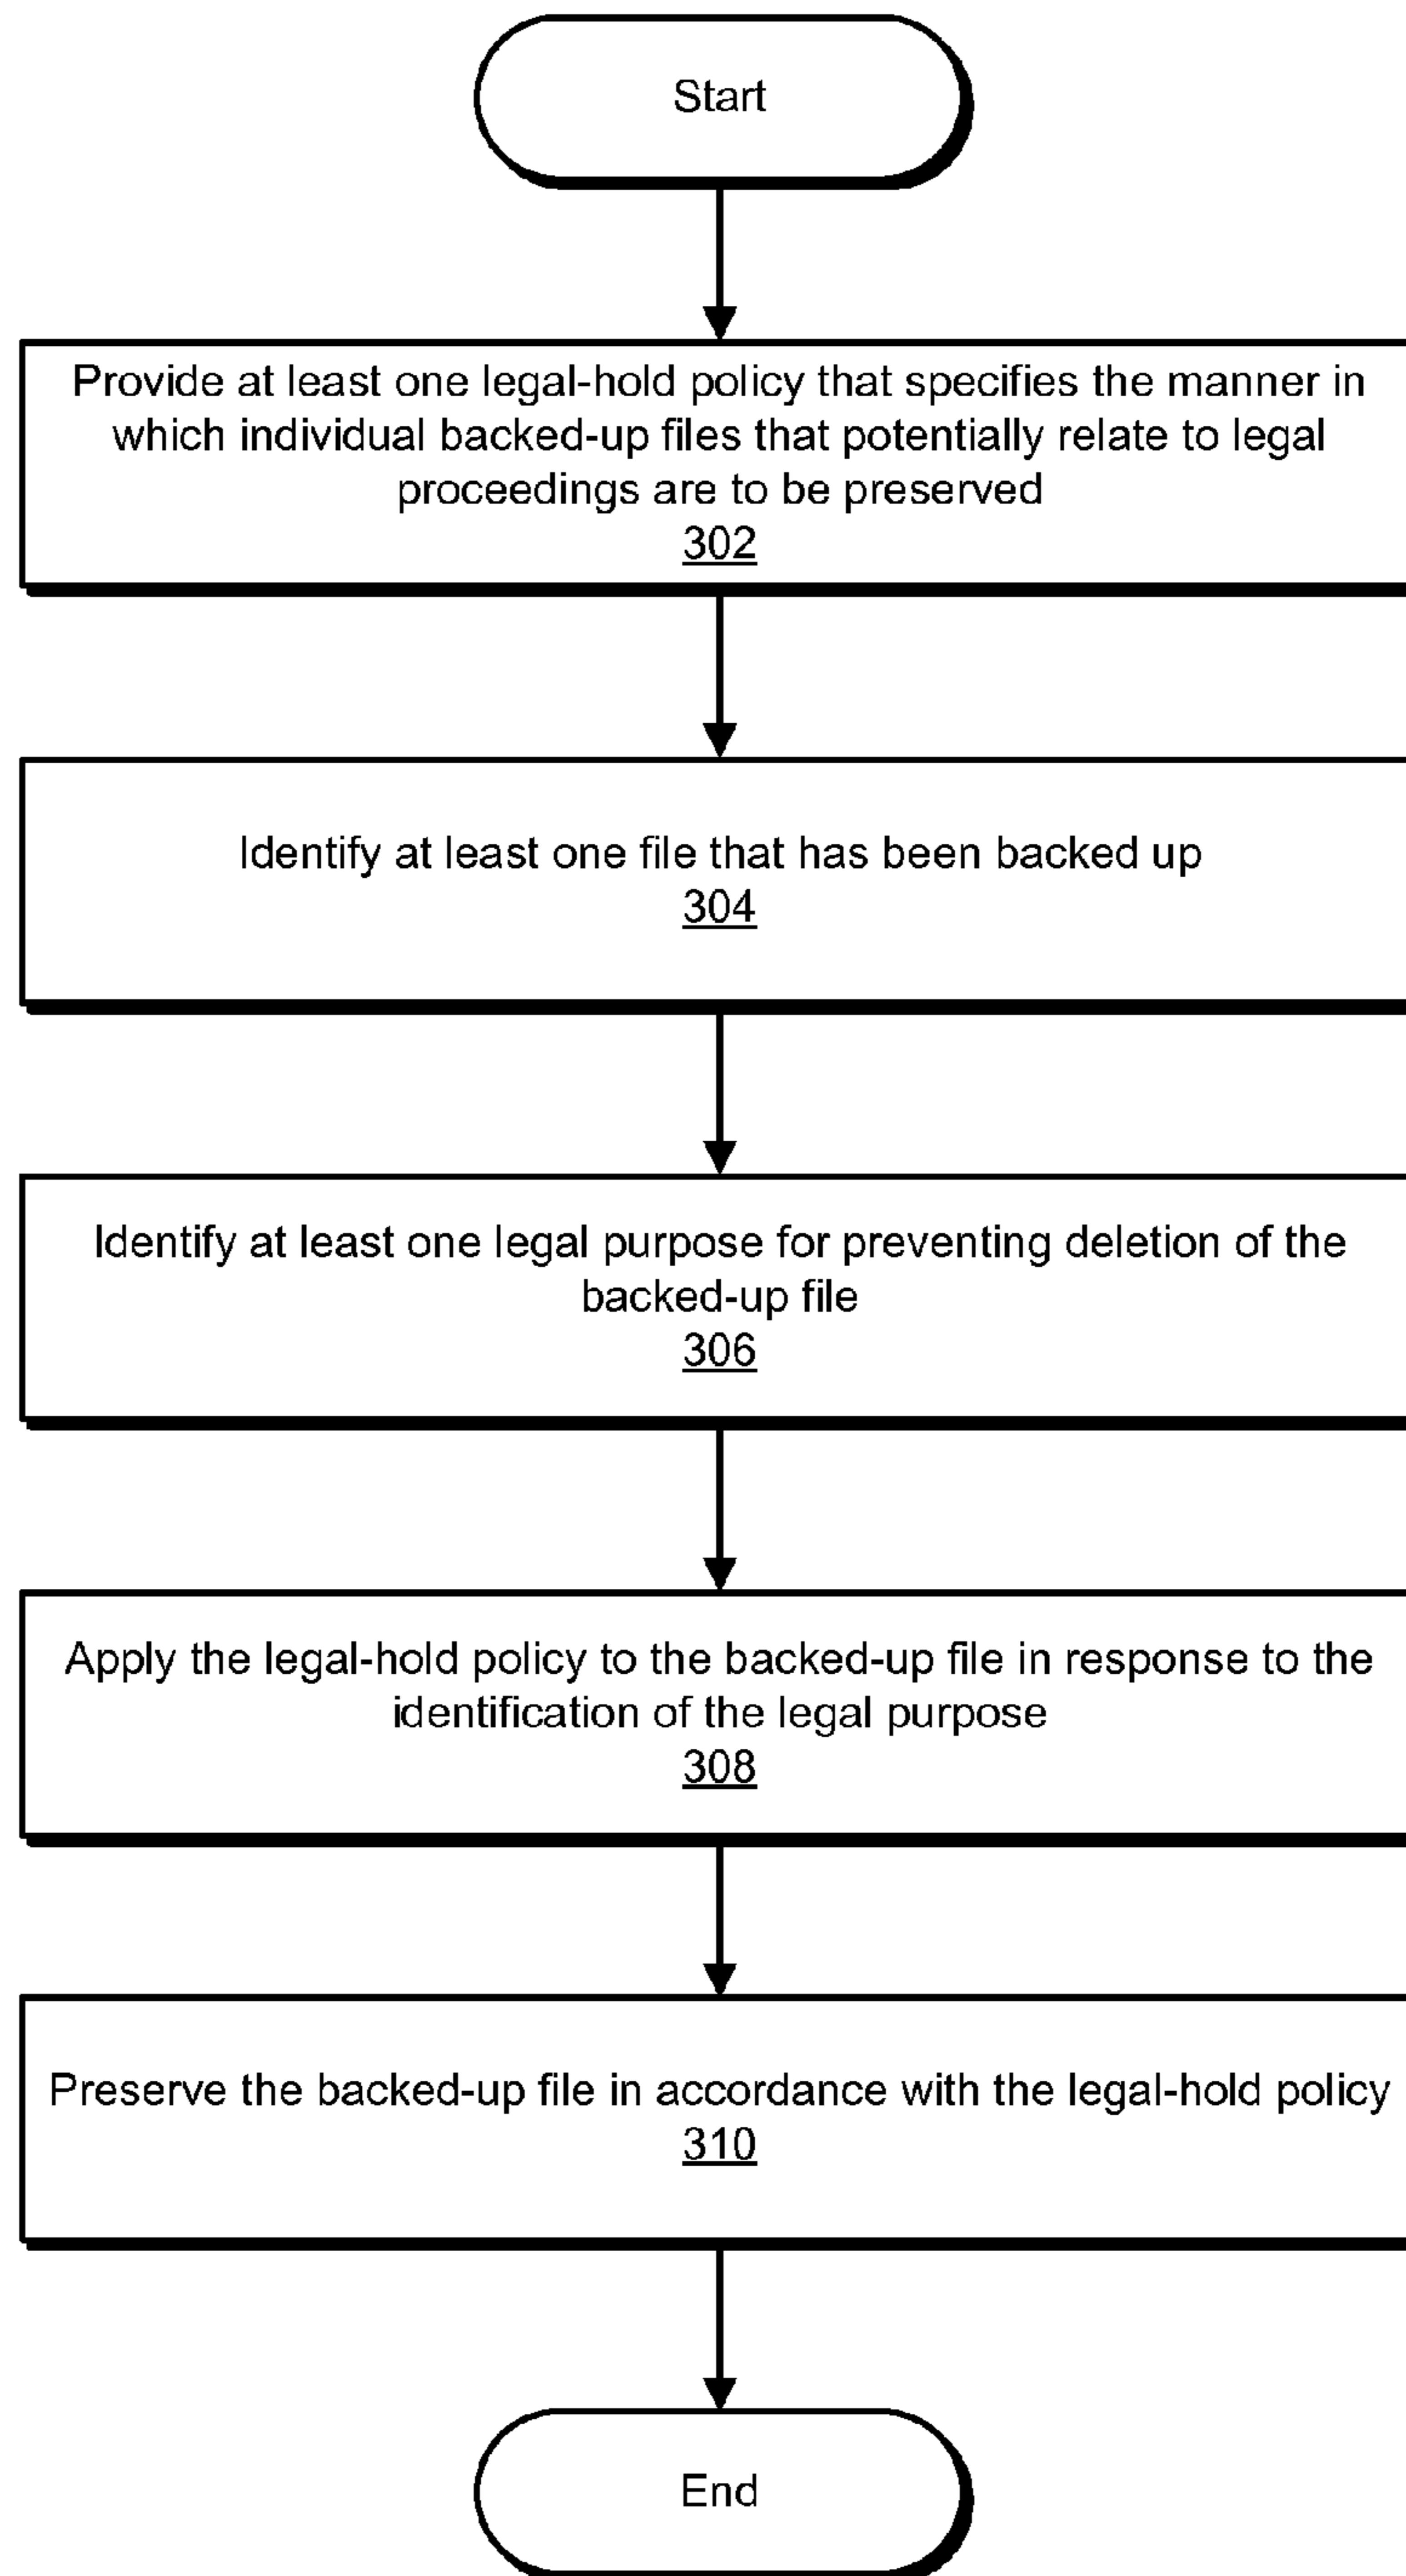 Start
Provide at least one legal-hold policy that specifies the manner in
which individual backed-up files that potentially relate to legal
proceedings are to be preserved
302
Identify at least one file that has been backed up
304
Identify at least one legal purpose for preventing deletion of the
backed-up file
306
Apply the legal-hold policy to the backed-up file in response to the
identification of the legal purpose
308
Preserve the backed-up file in accordance with the legal-hold policy
310
End